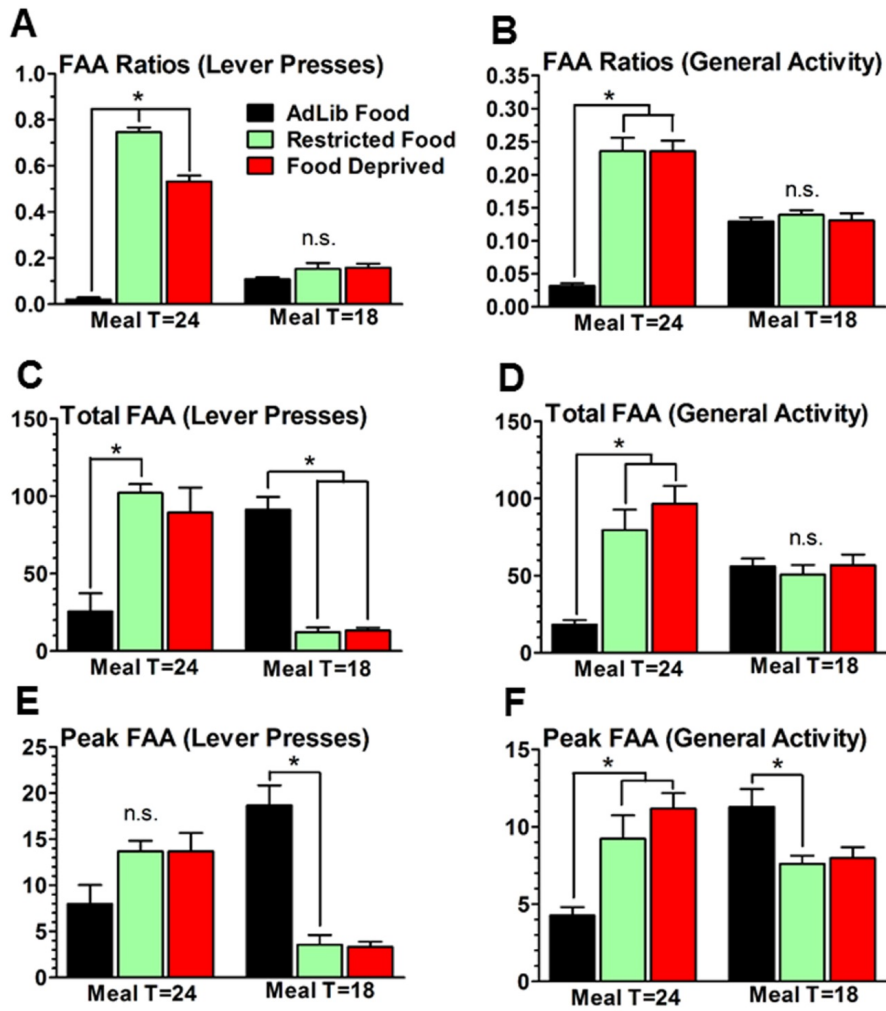 A
FAA Ratios (Lever Presses)
1.0
0.8
0.6
0.4
0.2
0.0
*
AdLib Food
Restricted Food
Food Deprived
n.s.
Meal T=24
Meal T=18
B
FAA Ratios (General Activity)
0.35
0.30
0.25
0.20
0.15
0.10
0.05
0.00
*
n.s.
Meal T=24
Meal T=18
C
Total FAA (Lever Presses)
150
100
50
0
*
*
Meal T=24
Meal T=18
D
Total FAA (General Activity)
150
100
50
0
*
n.s.
Meal T=24
Meal T=18
E
Peak FAA (Lever Presses)
25
20
15
10
5
0
n.s.
*
Meal T=24
Meal T=18
F
Peak FAA (General Activity)
15
10
5
0
*
*
Meal T=24
Meal T=18